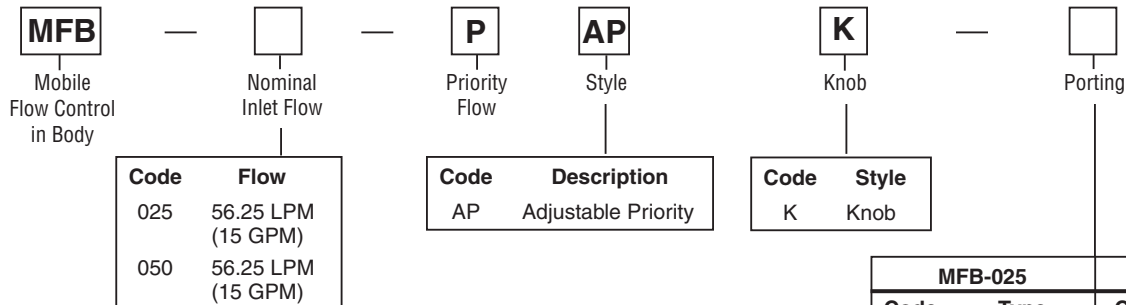 MFB — — P AP K —
Mobile Flow Control in Body
Nominal Inlet Flow
Priority Flow
Style
Knob
Porting
Code Flow
025 56.25 LPM (15 GPM)
050 56.25 LPM (15 GPM)
Code Description
AP Adjustable Priority
Code Style
K Knob
MFB-025